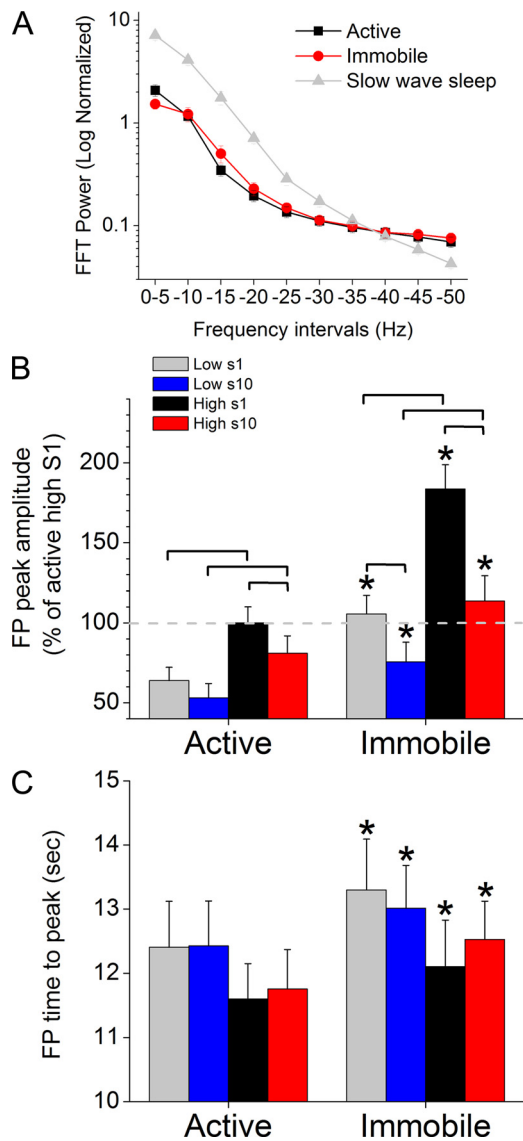 A
Active
Immobile
Slow wave sleep
FFT Power (Log Normalized)
10
1
0.1
0-5 -10 -15 -20 -25 -30 -35 -40 -45 -50
Frequency intervals (Hz)
B
Low s1
Low s10
High s1
High s10
FP peak amplitude
(% of active high S1)
200
150
100
50
* * * *
Active Immobile
C
FP time to peak (sec)
15
14
13
12
11
10
* * * *
Active Immobile